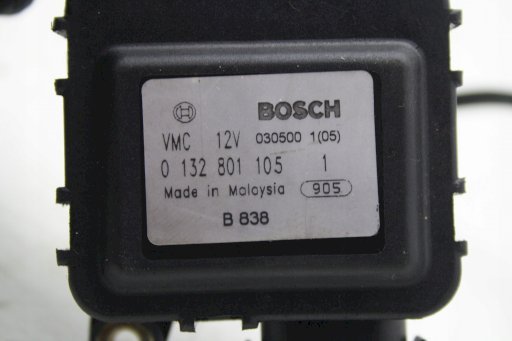 BOSCH
VMC 12V 030500 1(05)
0 132 801 105 1
Made in Malaysia 905
B 838